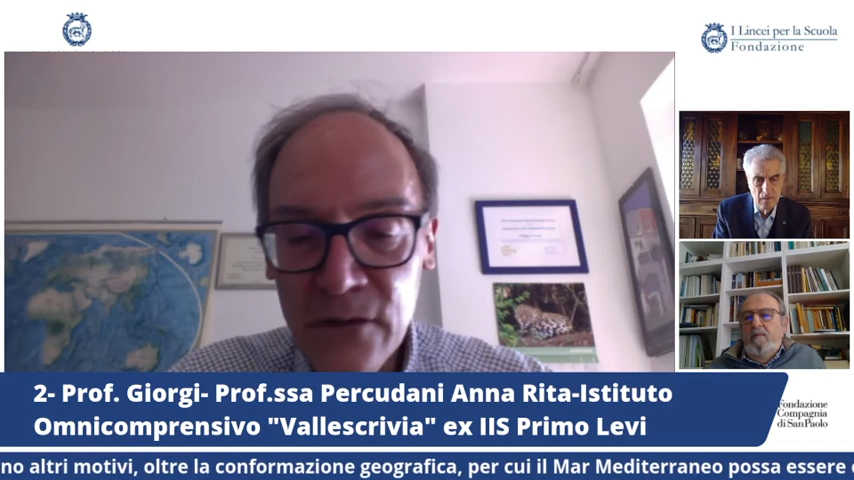 I Lincei per la Scuola
Fondazione
2- Prof. Giorgi- Prof.ssa Percudani Anna Rita-Istituto
Omnicomprensivo "Vallescrivia" ex IIS Primo Levi
Fondazione
Compagnia
di San Paolo
no altri motivi, oltre la conformazione geografica, per cui il Mar Mediterraneo possa essere